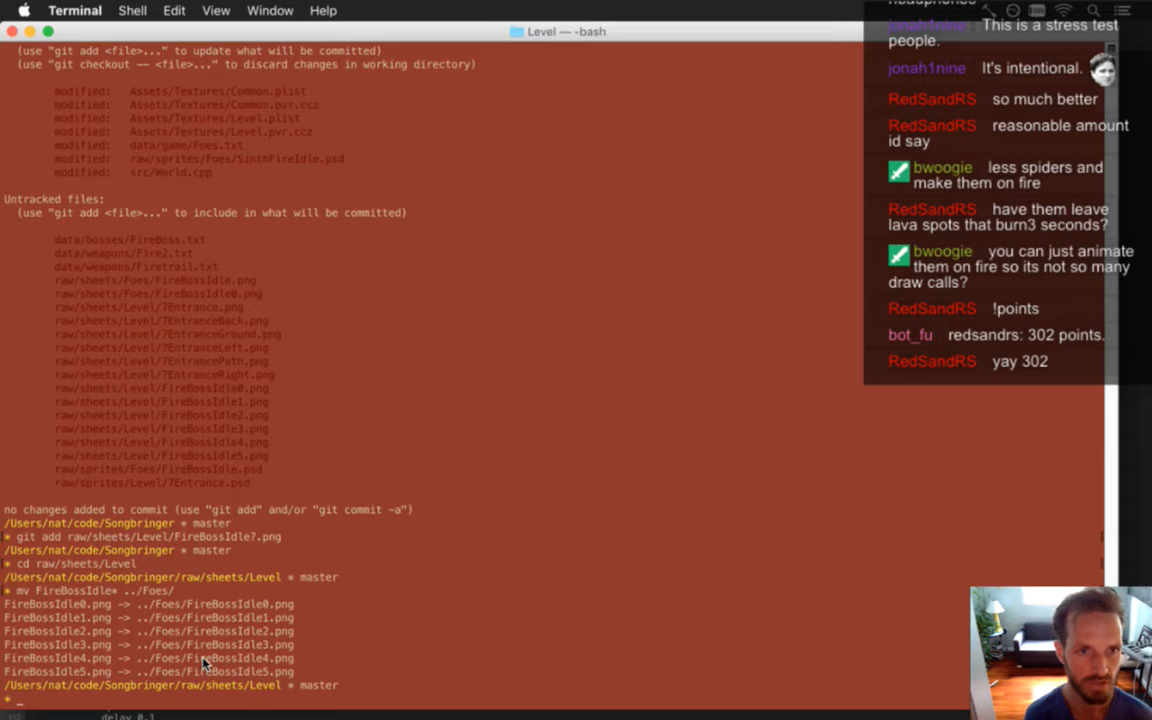 Terminal Shell Edit View Window Help
Level — -bash
(use "git add <file>..." to update what will be committed)
(use "git checkout -- <file>..." to discard changes in working directory)
modified: Assets/Textures/Common.plist
modified: Assets/Textures/Common.pvr.ccz
modified: Assets/Textures/Level.plist
modified: Assets/Textures/Level.pvr.ccz
modified: data/game/Foes.txt
modified: raw/sprites/Foes/SinthFireIdle.psd
modified: src/World.cpp
Untracked files:
(use "git add <file>..." to include in what will be committed)
data/bosses/FireBoss.txt
data/weapons/Fire2.txt
data/weapons/Firetrail.txt
raw/sheets/Foes/FireBossIdle.png
raw/sheets/Foes/FireBossIdle0.png
raw/sheets/Level/7Entrance.png
raw/sheets/Level/7EntranceBack.png
raw/sheets/Level/7EntranceGround.png
raw/sheets/Level/7EntranceLeft.png
raw/sheets/Level/7EntrancePath.png
raw/sheets/Level/7EntranceRight.png
raw/sheets/Level/FireBossIdle0.png
raw/sheets/Level/FireBossIdle1.png
raw/sheets/Level/FireBossIdle2.png
raw/sheets/Level/FireBossIdle3.png
raw/sheets/Level/FireBossIdle4.png
raw/sheets/Level/FireBossIdle5.png
raw/sprites/Foes/FireBossIdle.psd
raw/sprites/Level/7Entrance.psd
no changes added to commit (use "git add" and/or "git commit -a")
/Users/nat/code/Songbringer * master
* git add raw/sheets/Level/FireBossIdle?.png
/Users/nat/code/Songbringer * master
* cd raw/sheets/Level
/Users/nat/code/Songbringer/raw/sheets/Level * master
* mv FireBossIdle* ../Foes/
FireBossIdle0.png -> ../Foes/FireBossIdle0.png
FireBossIdle1.png -> ../Foes/FireBossIdle1.png
FireBossIdle2.png -> ../Foes/FireBossIdle2.png
FireBossIdle3.png -> ../Foes/FireBossIdle3.png
FireBossIdle4.png -> ../Foes/FireBossIdle4.png
FireBossIdle5.png -> ../Foes/FireBossIdle5.png
/Users/nat/code/Songbringer/raw/sheets/Level * master
* _
delay 0.1
jonah1nine This is a stress test
people.
jonah1nine It's intentional.
RedSandRS so much better
RedSandRS reasonable amount
id say
bwoogie less spiders and
make them on fire
RedSandRS have them leave
lava spots that burn3 seconds?
bwoogie you can just animate
them on fire so its not so many
draw calls?
RedSandRS !points
bot_fu redsandrs: 302 points.
RedSandRS yay 302